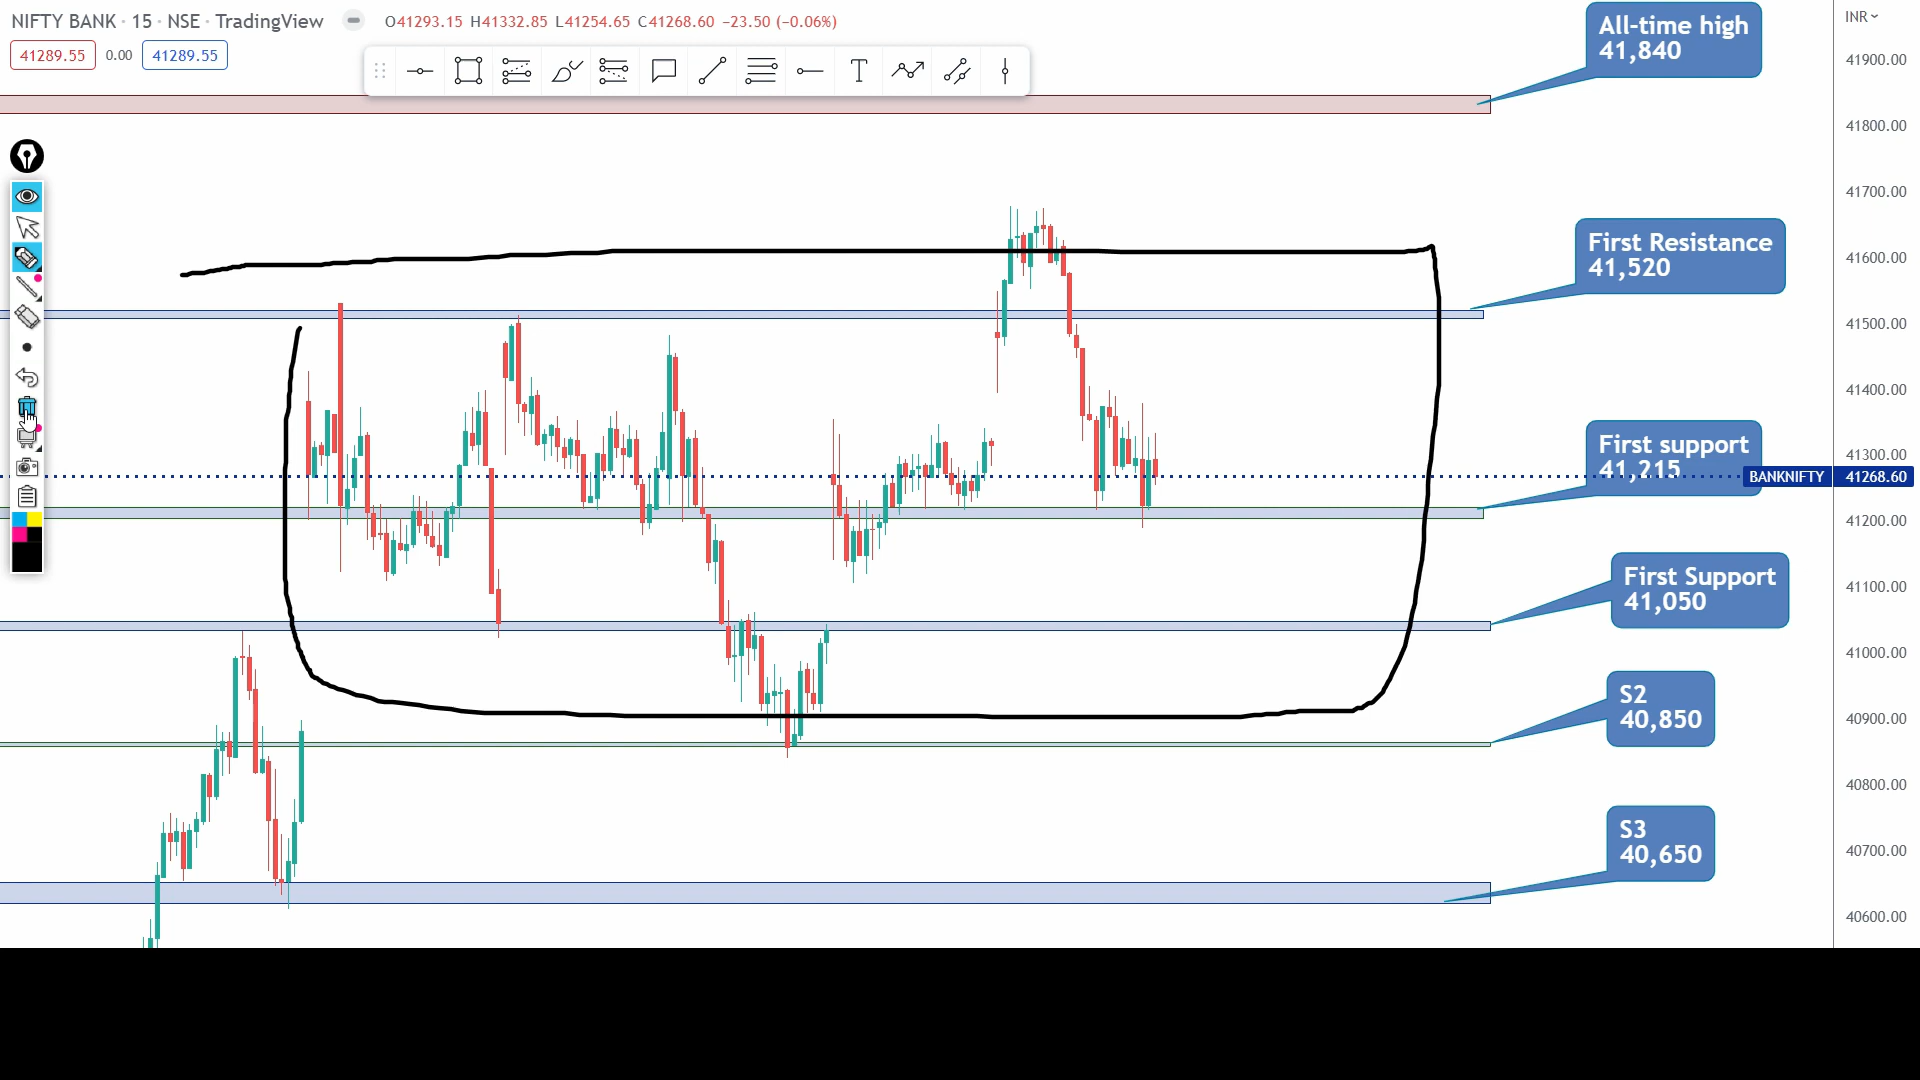 NIFTY BANK · 15 · NSE · TradingView
O41293.15 H41332.85 L41254.65 C41268.60 −23.50 (−0.06%)
INR
41289.55 0.00 41289.55
All-time high
41,840
41900.00
41800.00
41700.00
First Resistance
41,520
41600.00
41500.00
41400.00
First support
41,215
41300.00
BANKNIFTY 41268.60
41200.00
First Support
41,050
41100.00
41000.00
S2
40,850
40900.00
40800.00
S3
40,650
40700.00
40600.00